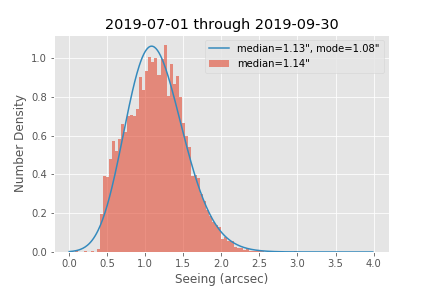 2019-07-01 through 2019-09-30
median=1.13", mode=1.08"
median=1.14"
Number Density
1.0
0.8
0.6
0.4
0.2
0.0
0.0 0.5 1.0 1.5 2.0 2.5 3.0 3.5 4.0
Seeing (arcsec)